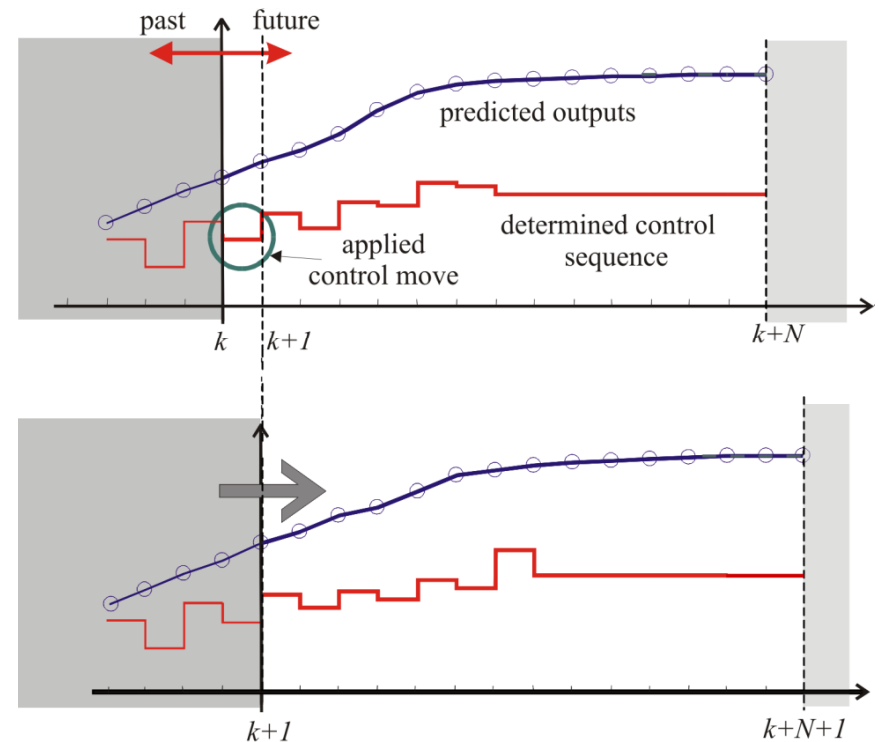 past future
predicted outputs
applied
control move
determined control
sequence
k k+1 k+N
k+1 k+N+1